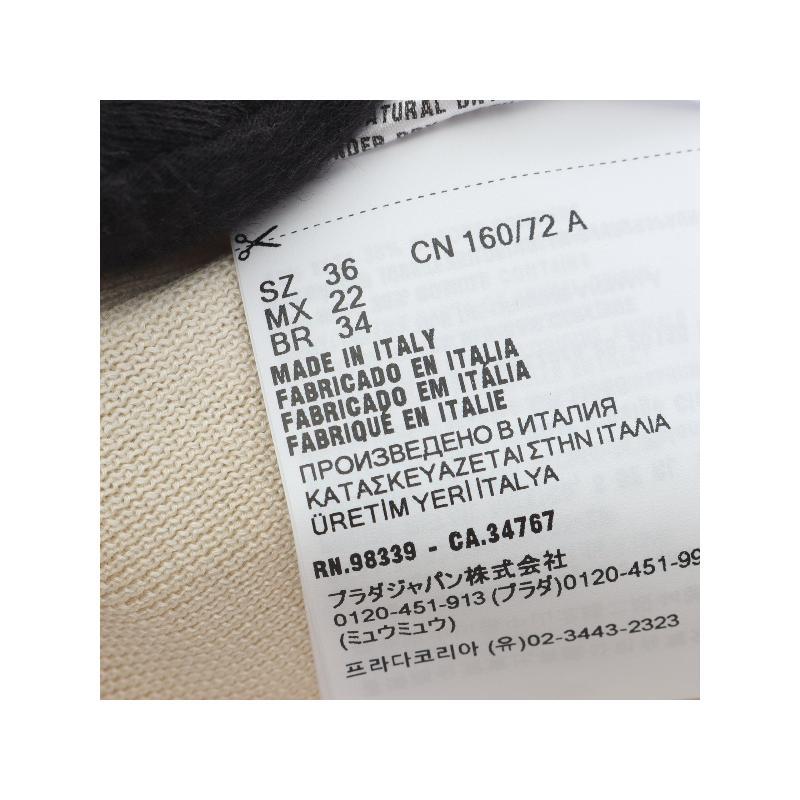 ATURAL
NDER
CN 160/72 A
SZ 36
MX 22
BR 34
MADE IN ITALY
FABRICADO EN ITALIA
FABRICADO EM ITÁLIA
FABRIQUÉ EN ITALIE
ПРОИЗВЕДЕНО В ИТАЛИЯ
ΚΑΤΑΣΚΕΥΑΖΕΤΑΙ ΣΤΗΝ ΙΤΑΛΙΑ
ÜRETİM YERİ İTALYA
RN.98339 - CA.34767
プラダジャパン株式会社
0120-451-913 (プラダ)0120-451-99
(ミュウミュウ)
프라다코리아 (유)02-3443-2323